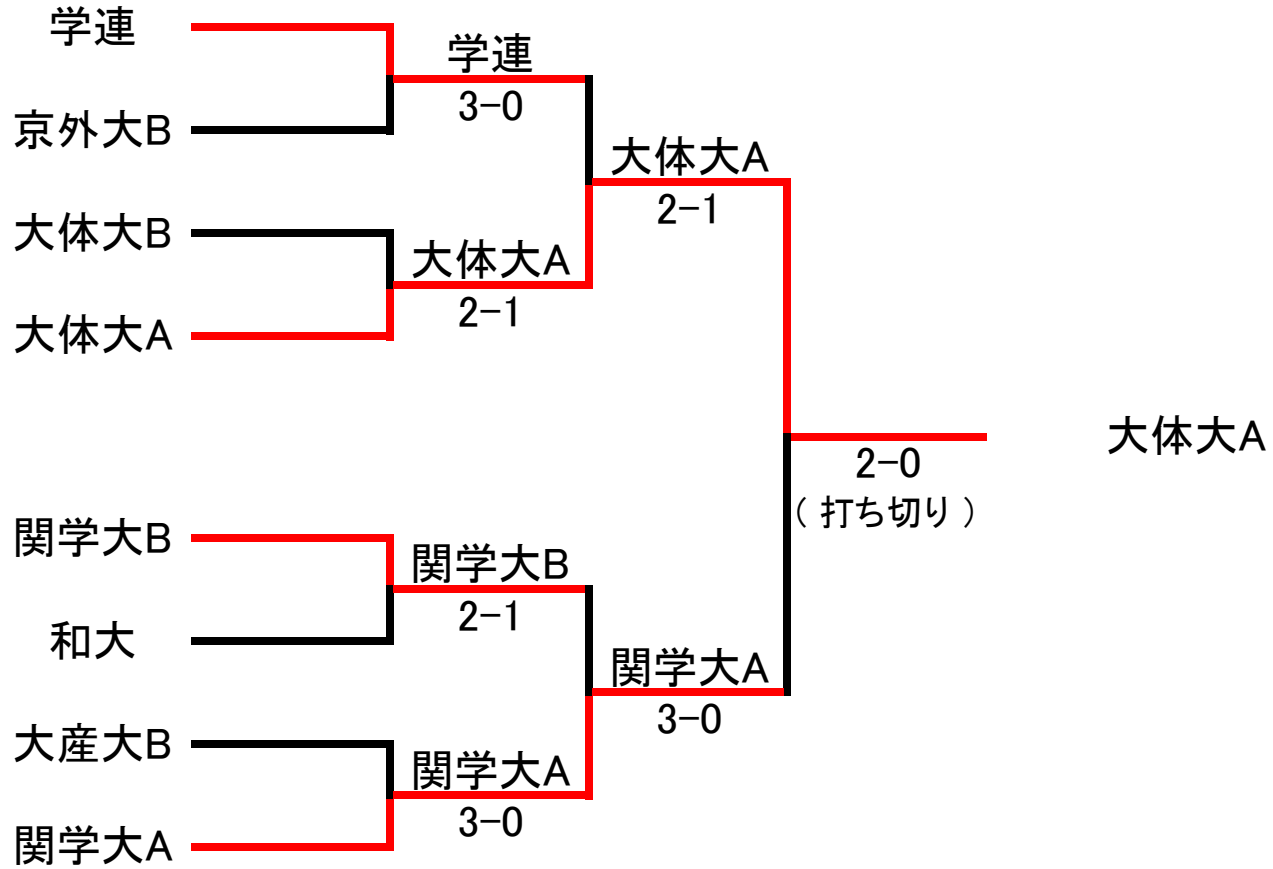 学連
学連
3-0
京外大B
大体大A
2-1
大体大B
大体大A
2-1
大体大A
大体大A
2-0
( 打ち切り )
関学大B
関学大B
2-1
和大
関学大A
3-0
大産大B
関学大A
3-0
関学大A